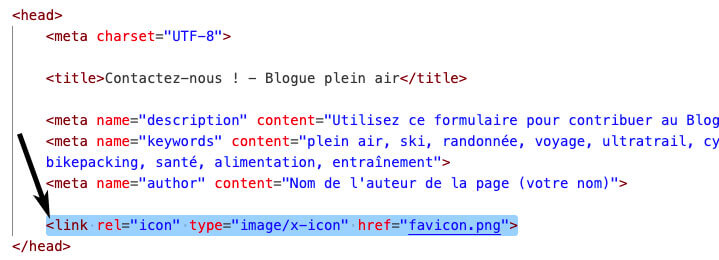 <head>
<meta charset="UTF-8">
<title>Contactez-nous ! - Blogue plein air</title>
<meta name="description" content="Utilisez ce formulaire pour contribuer au Blog
<meta name="keywords" content="plein air, ski, randonnée, voyage, ultratrail, cy
bikepacking, santé, alimentation, entraînement">
<meta name="author" content="Nom de l'auteur de la page (votre nom)">
<link rel="icon" type="image/x-icon" href="favicon.png">
</head>